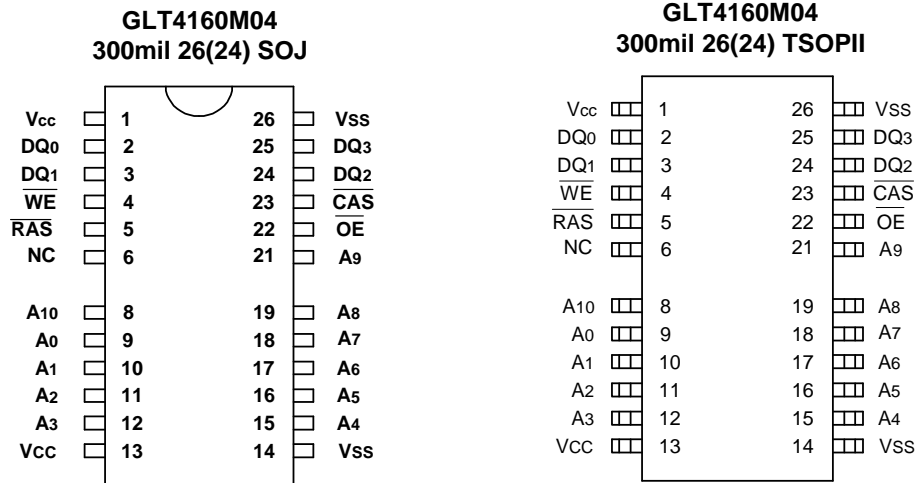 GLT4160M04
300mil 26(24) SOJ
Vcc 1 26 Vss
DQ0 2 25 DQ3
DQ1 3 24 DQ2
WE 4 23 CAS
RAS 5 22 OE
NC 6 21 A9
A10 8 19 A8
A0 9 18 A7
A1 10 17 A6
A2 11 16 A5
A3 12 15 A4
VCC 13 14 VSS
GLT4160M04
300mil 26(24) TSOPII
Vcc 1 26 VSS
DQ0 2 25 DQ3
DQ1 3 24 DQ2
WE 4 23 CAS
RAS 5 22 OE
NC 6 21 A9
A10 8 19 A8
A0 9 18 A7
A1 10 17 A6
A2 11 16 A5
A3 12 15 A4
VCC 13 14 VSS